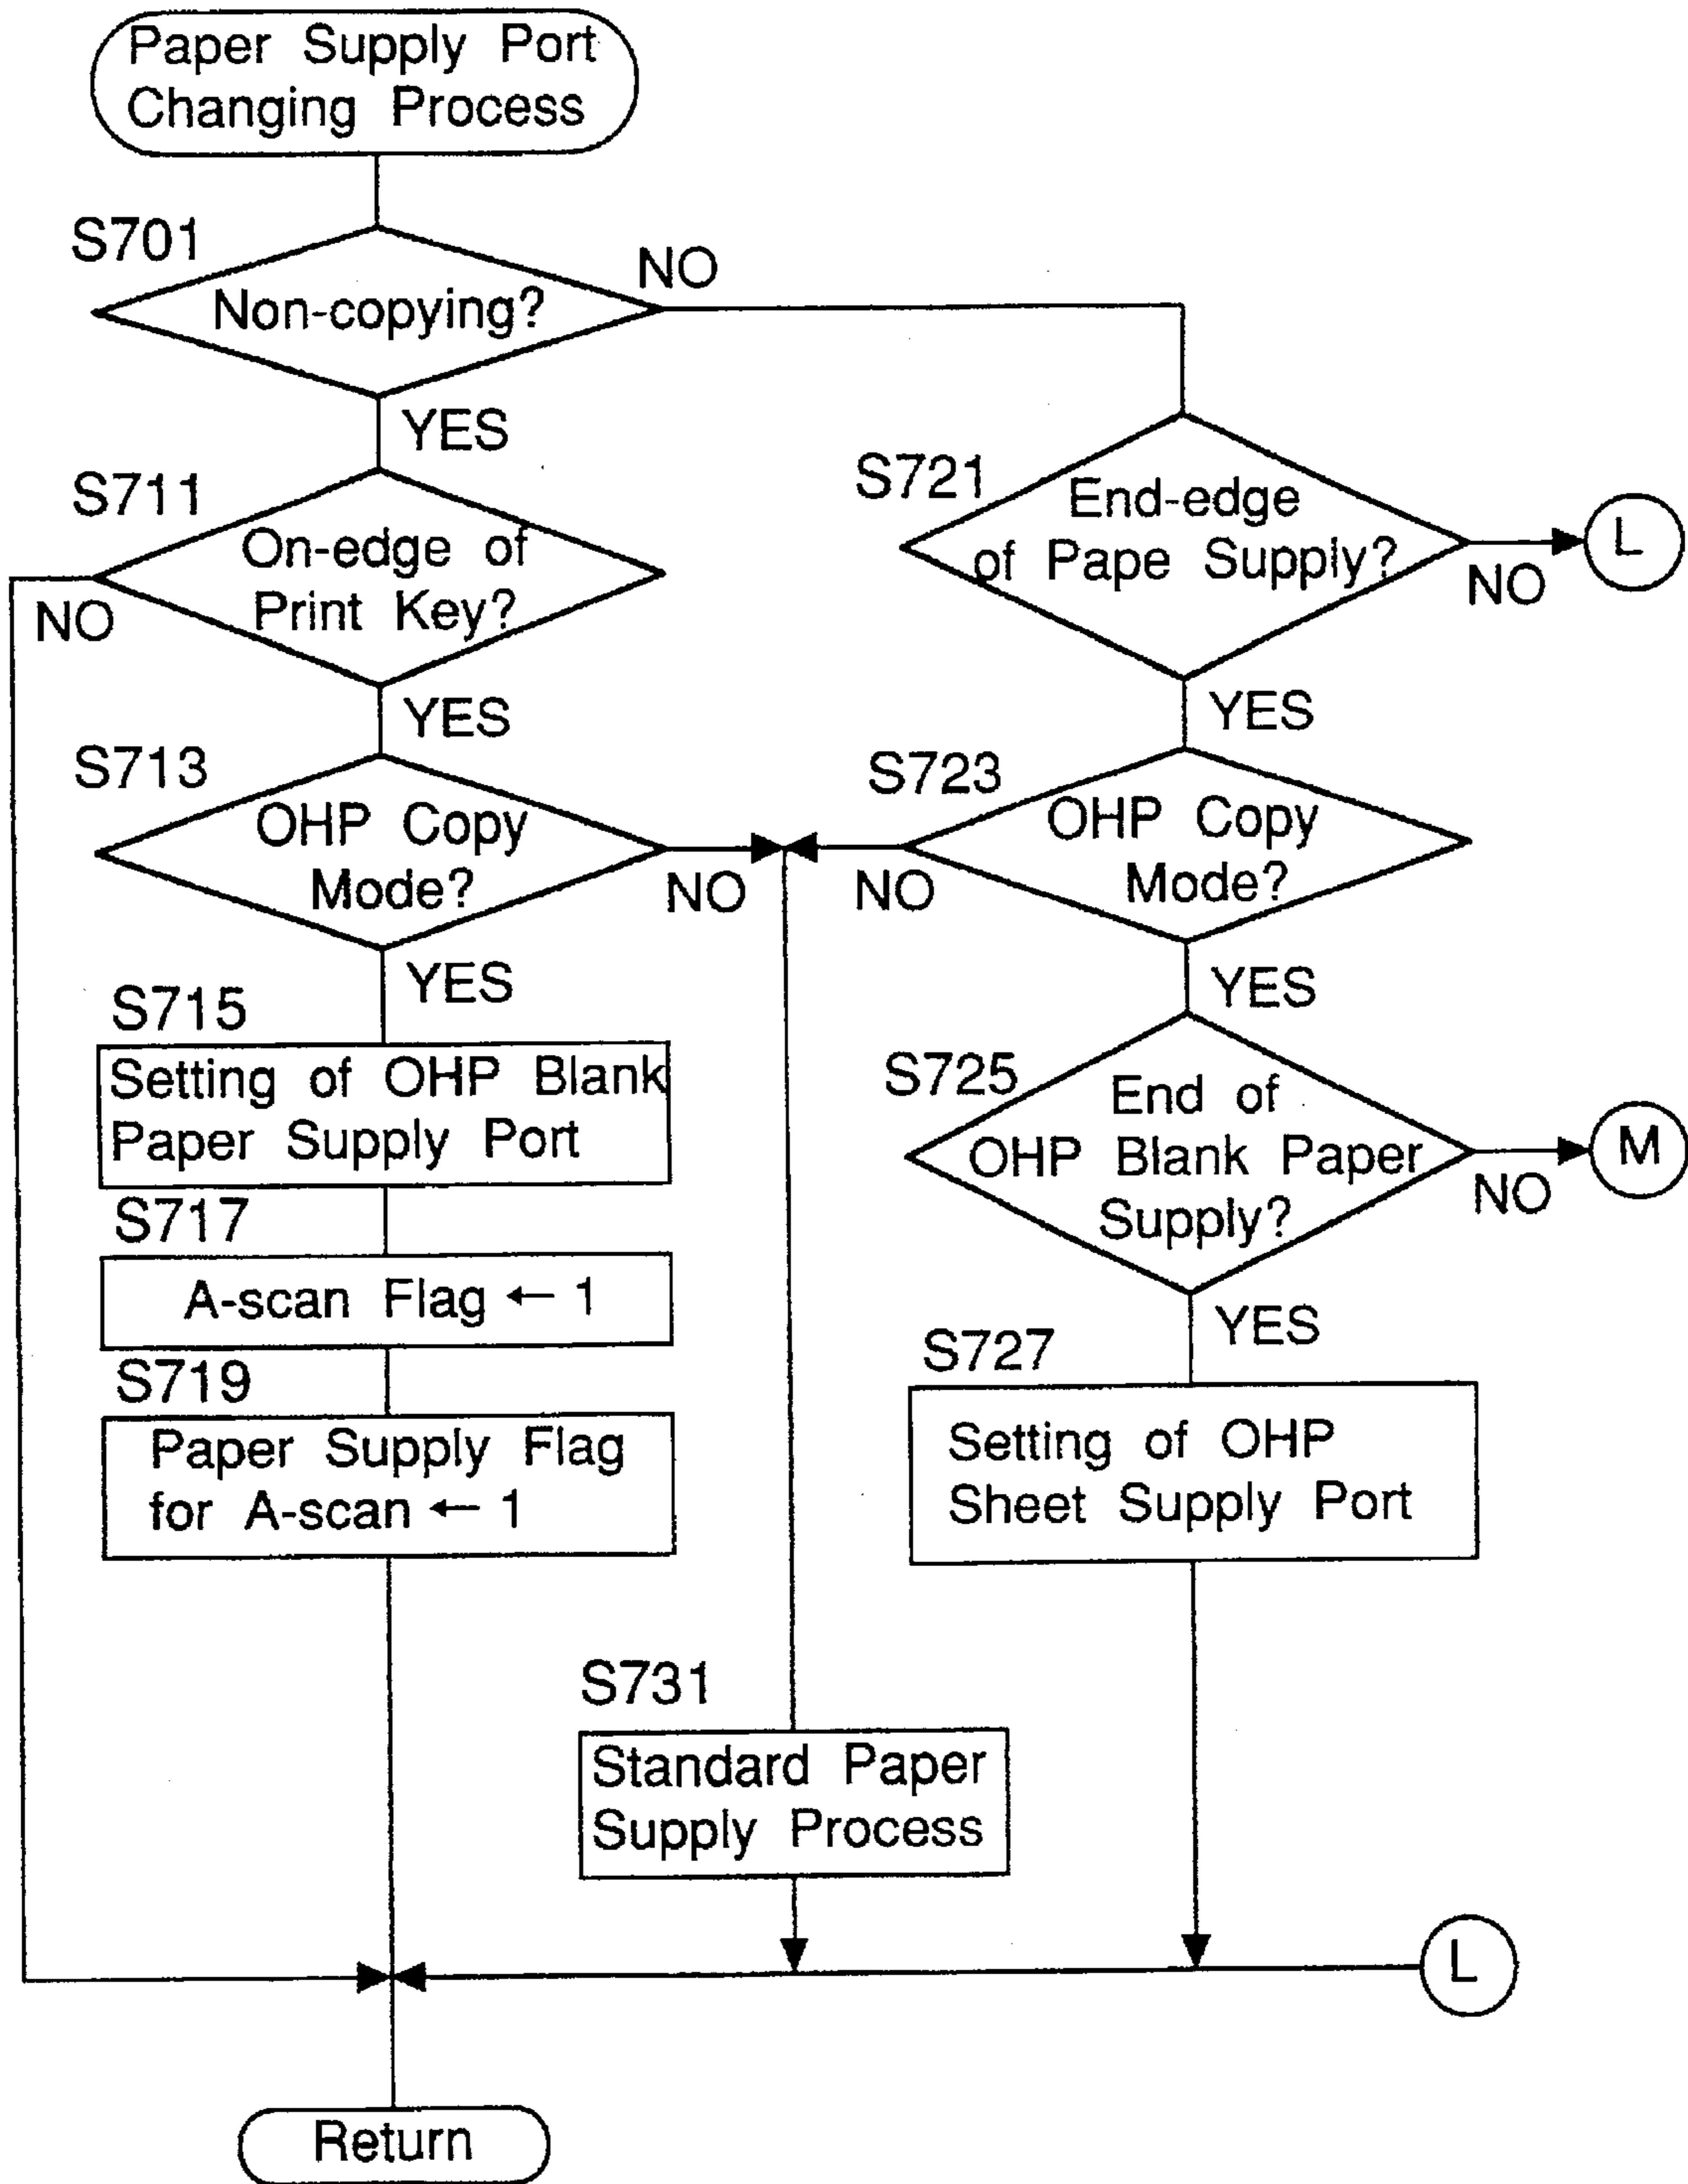 Paper Supply Port
Changing Process
S701
Non-copying?
NO
YES
S711
On-edge of
Print Key?
NO
YES
S721
End-edge
of Pape Supply?
NO
L
YES
S713
OHP Copy
Mode?
NO
YES
S723
OHP Copy
Mode?
NO
YES
S715
Setting of OHP Blank
Paper Supply Port
S725
End of
OHP Blank Paper
Supply?
NO
M
YES
S717
A-scan Flag ← 1
S719
Paper Supply Flag
for A-scan ← 1
S727
Setting of OHP
Sheet Supply Port
S731
Standard Paper
Supply Process
L
Return